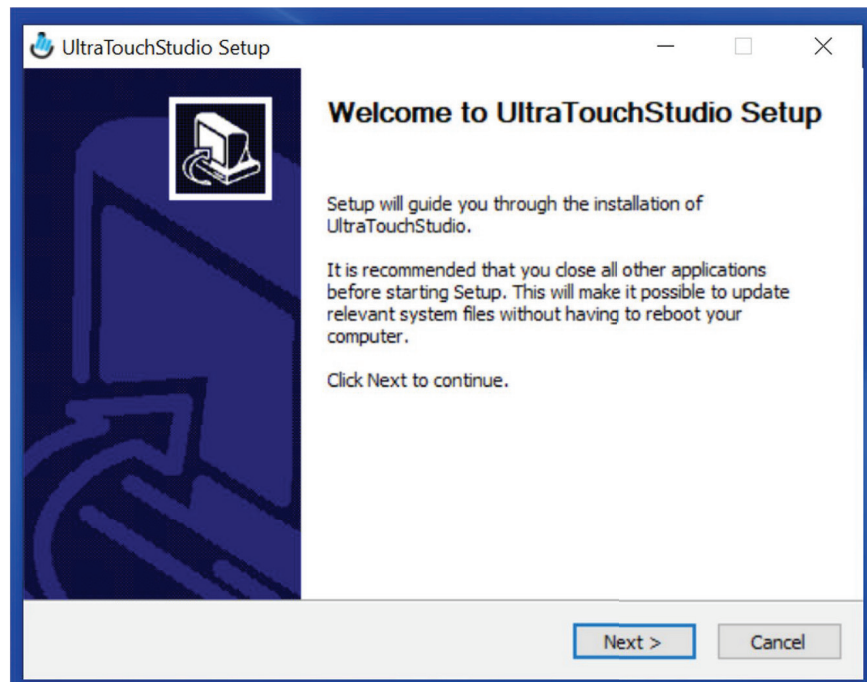 UltraTouchStudio Setup
Welcome to UltraTouchStudio Setup
Setup will guide you through the installation of
UltraTouchStudio.
It is recommended that you close all other applications
before starting Setup. This will make it possible to update
relevant system files without having to reboot your
computer.
Click Next to continue.
Next >
Cancel